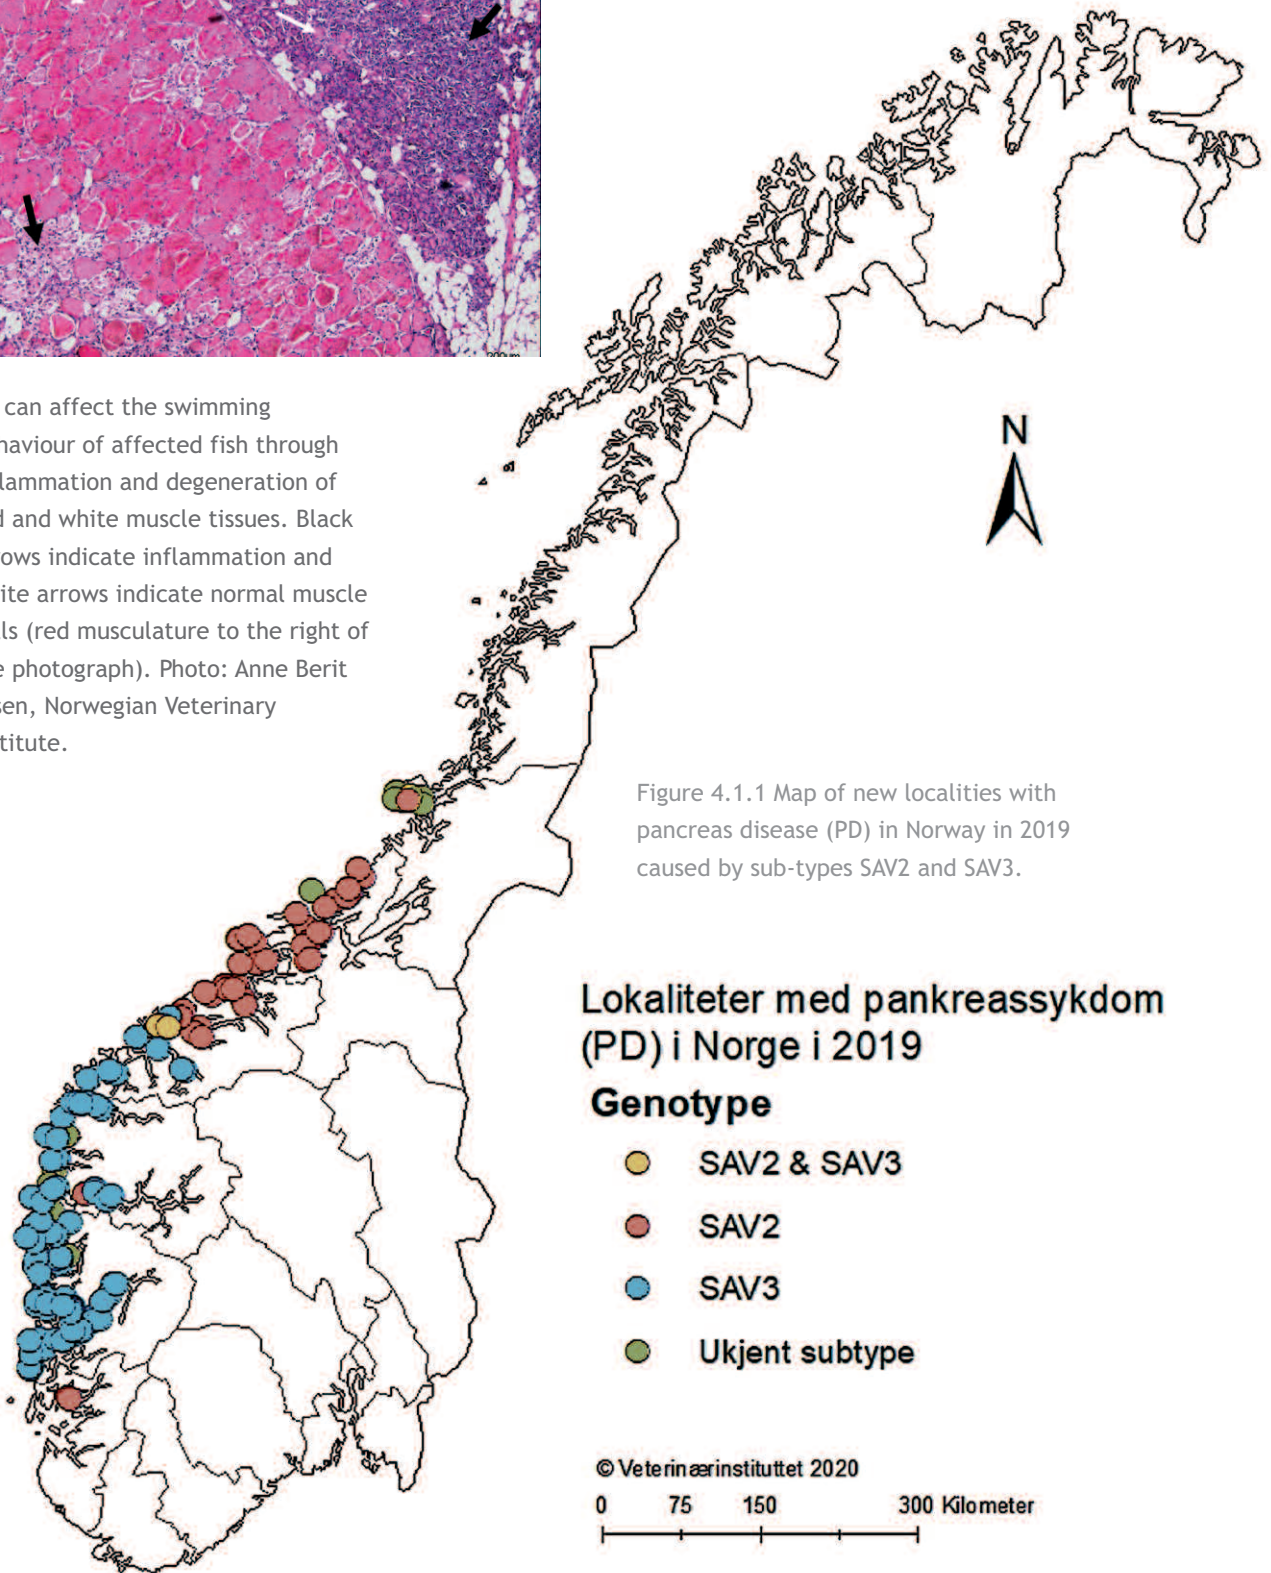 can affect the swimming
haviour of affected fish through
lammation and degeneration of
d and white muscle tissues. Black
ows indicate inflammation and
ite arrows indicate normal muscle
ls (red musculature to the right of
e photograph). Photo: Anne Berit
sen, Norwegian Veterinary
titute.
N
Figure 4.1.1 Map of new localities with
pancreas disease (PD) in Norway in 2019
caused by sub-types SAV2 and SAV3.
Lokaliteter med pankreassykdom
(PD) i Norge i 2019
Genotype
SAV2 & SAV3
SAV2
SAV3
Ukjent subtype
© Veterinærinstituttet 2020
0 75 150 300 Kilometer